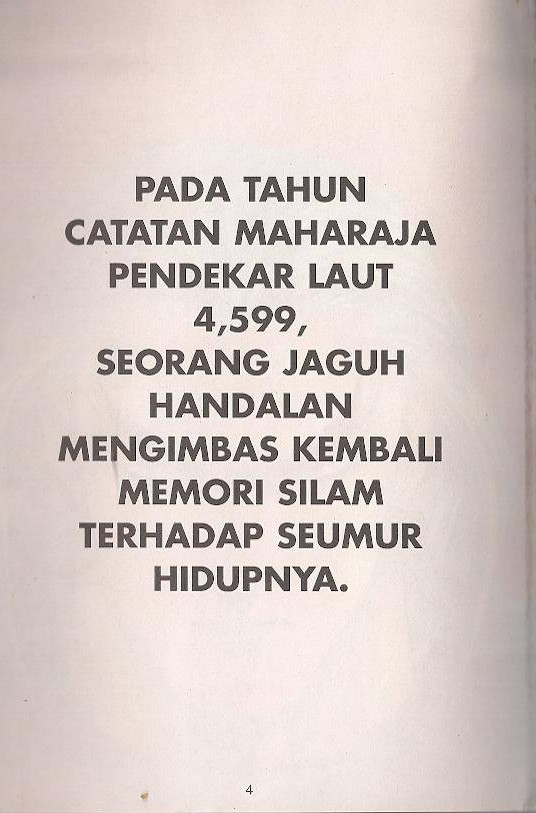 PADA TAHUN
CATATAN MAHARAJA
PENDEKAR LAUT
4,599,
SEORANG JAGUH
HANDALAN
MENGIMBAS KEMBALI
MEMORI SILAM
TERHADAP SEUMUR
HIDUPNYA.
4